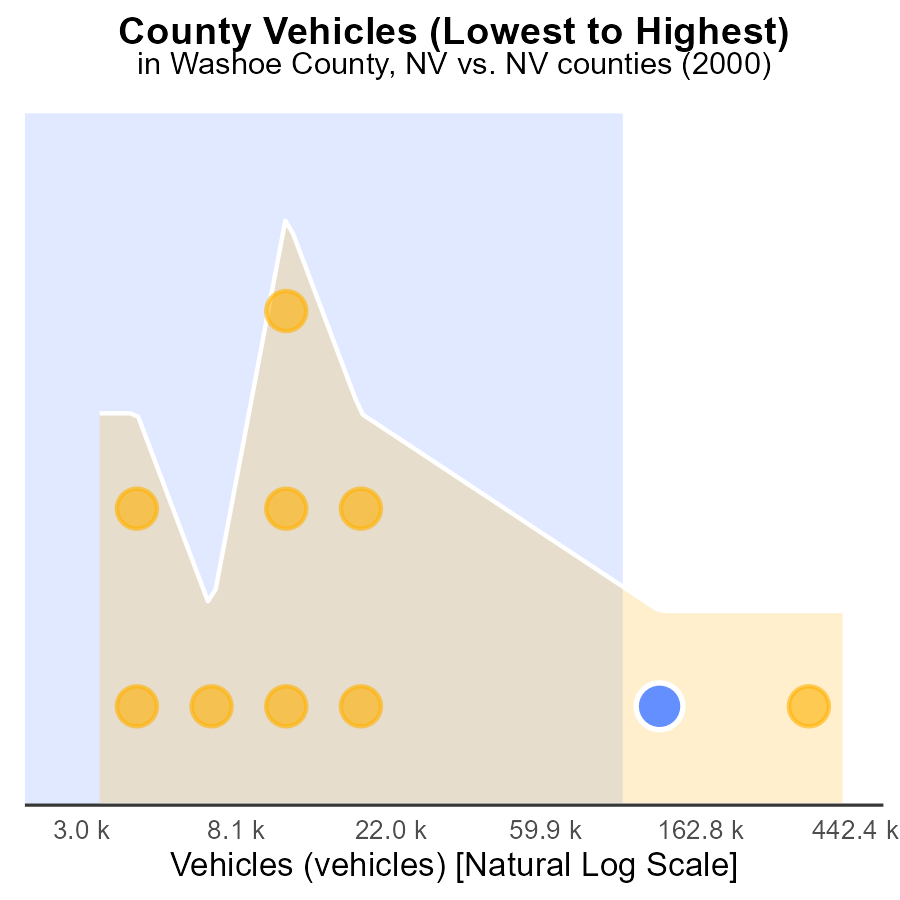 County Vehicles (Lowest to Highest)
in Washoe County, NV vs. NV counties (2000)
3.0 k 8.1 k 22.0 k 59.9 k 162.8 k 442.4 k
Vehicles (vehicles) [Natural Log Scale]